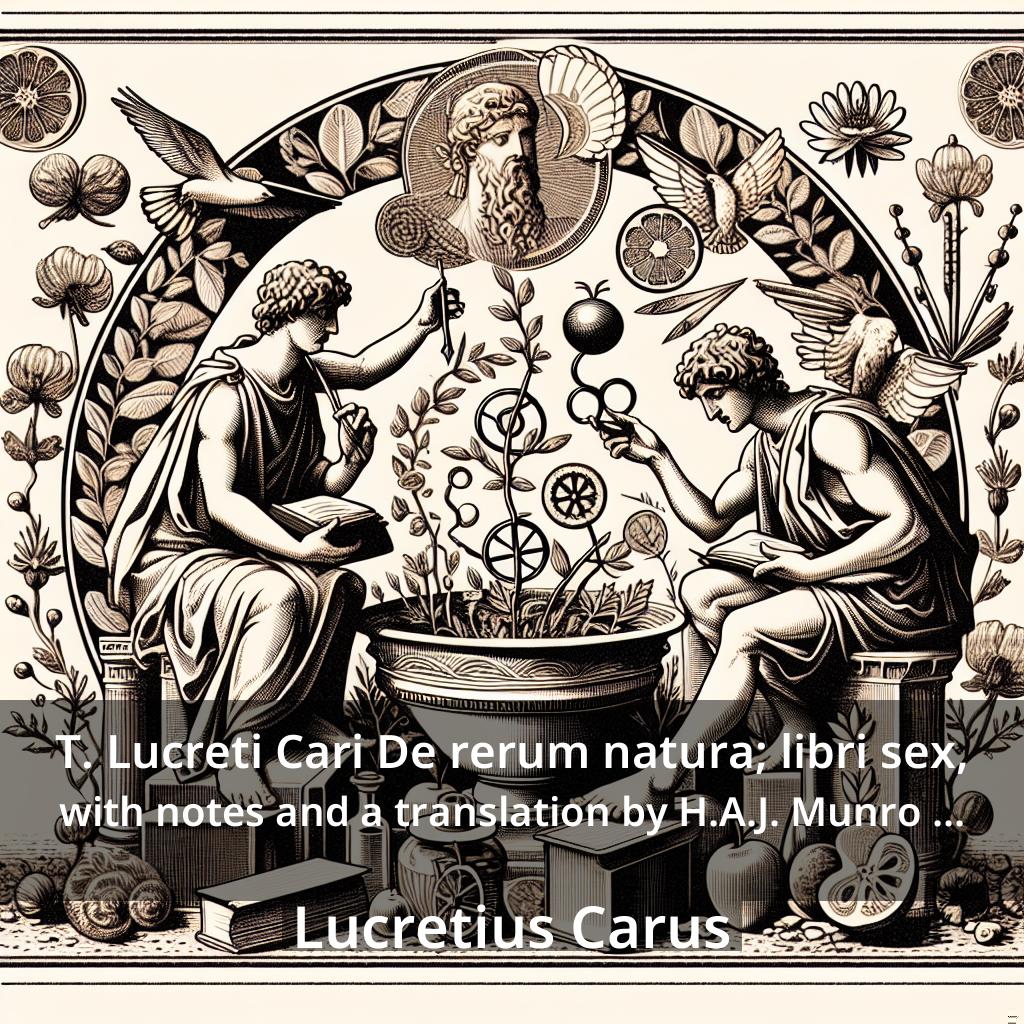 T. Lucreti Cari De rerum natura; libri sex,
with notes and a translation by H.A.J. Munro ...
Lucretius Carus